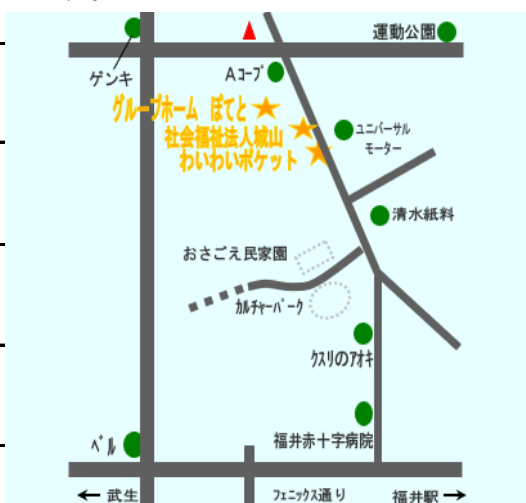 運動公園
ゲンキ
Aコープ
グループホーム ぽてと
社会福祉法人城山
わいわいポケット
ユニバーサル
モーター
清水紙料
おさごえ民家園
カルチャーパーク
クスリのアオキ
ベル
福井赤十字病院
← 武生
フェニックス通り
福井駅 →